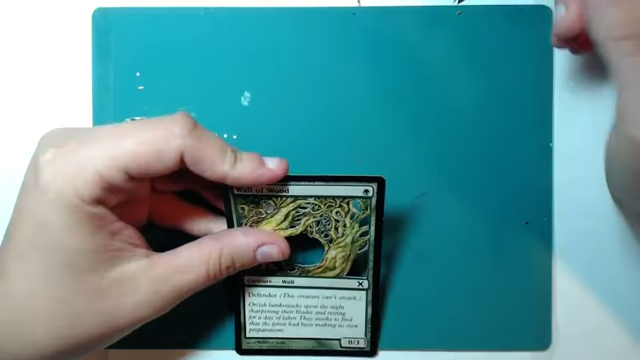 Wall of Wood
Creature — Wall
Defender (This creature can't attack.)
Orcish lumberjacks spent the night
sharpening their blades and resting
for a day of labor. They awoke to find
that the forest had been making its own
preparations.
0/3